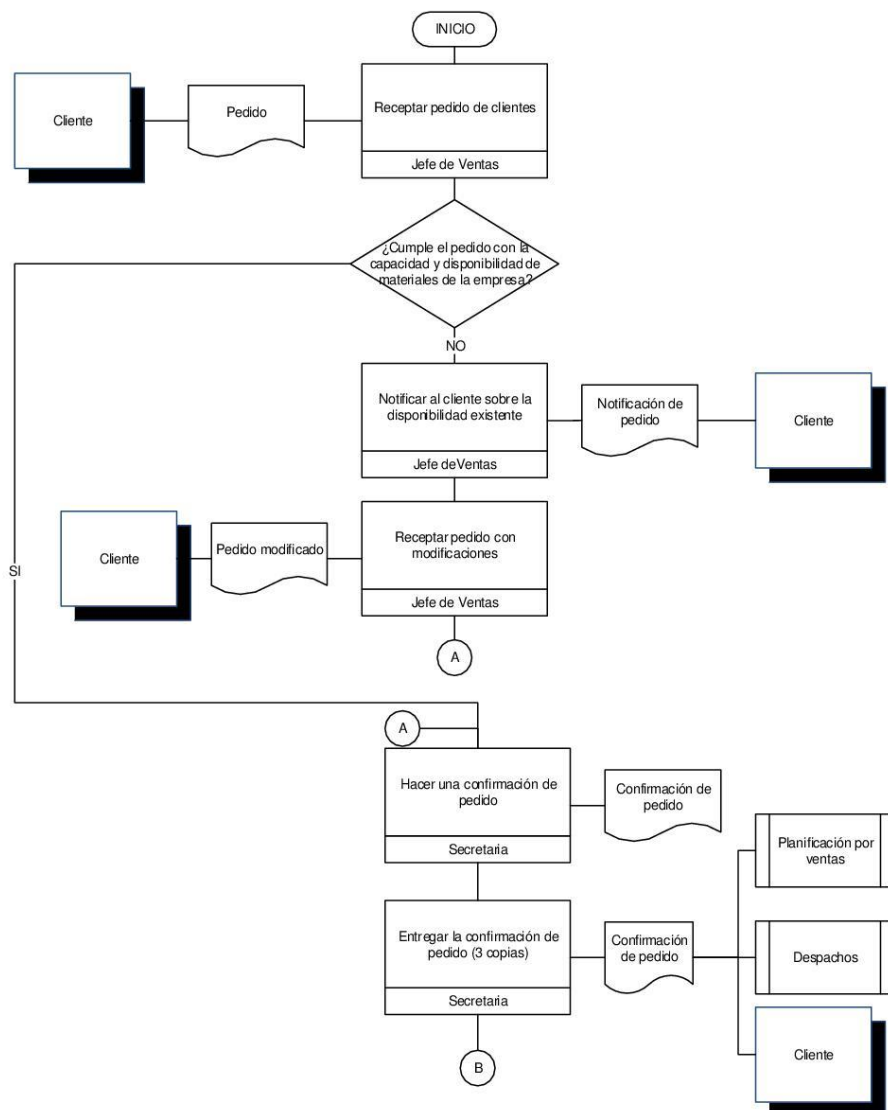 INICIO
Cliente
Pedido
Receptar pedido de clientes
Jefe de Ventas
¿Cumple el pedido con la
capacidad y disponibilidad de
materiales de la empresa?
NO
Notificar al cliente sobre la
disponibilidad existente
Jefe deVentas
Notificación de
pedido
Cliente
Cliente
Pedido modificado
Receptar pedido con
modificaciones
Jefe de Ventas
SI
A
A
Hacer una confirmación de
pedido
Secretaria
Confirmación de
pedido
Planificación por
ventas
Entregar la confirmación de
pedido (3 copias)
Secretaria
Confirmación
de pedido
Despachos
Cliente
B